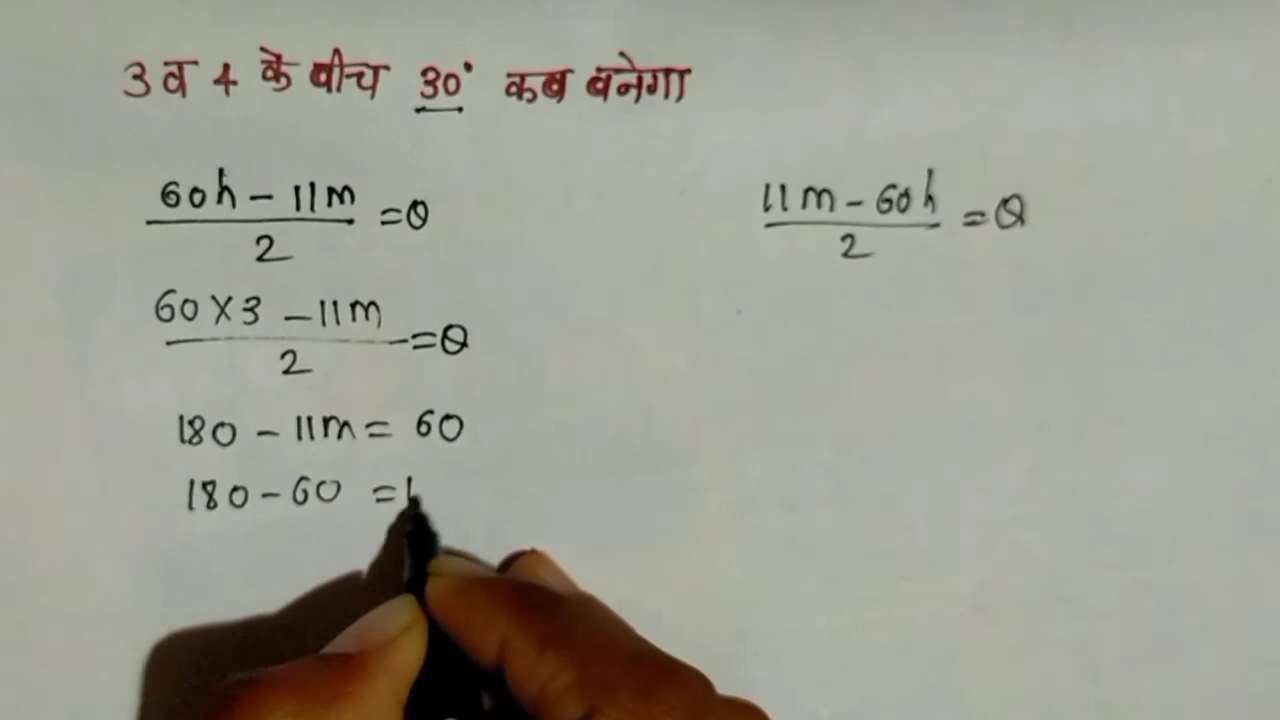 3 व 4 के बीच 30° कब बनेगा
60h - 11m / 2 = θ
60 × 3 - 11m / 2 = θ
180 - 11m = 60
180 - 60 = 1
11m - 60h / 2 = θ